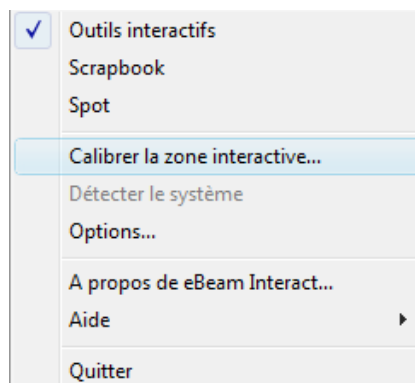 Outils interactifs
Scrapbook
Spot
Calibrer la zone interactive...
Détecter le système
Options...
A propos de eBeam Interact...
Aide
Quitter